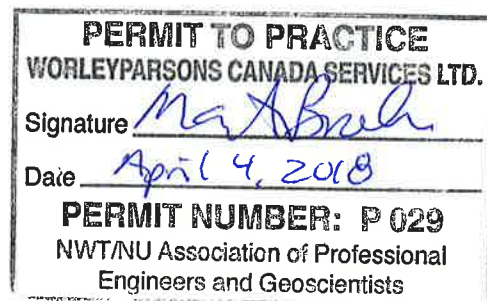 PERMIT TO PRACTICE
WORLEYPARSONS CANADA SERVICES LTD.
Signature
Date April 4, 2018
PERMIT NUMBER: P 029
NWT/NU Association of Professional
Engineers and Geoscientists